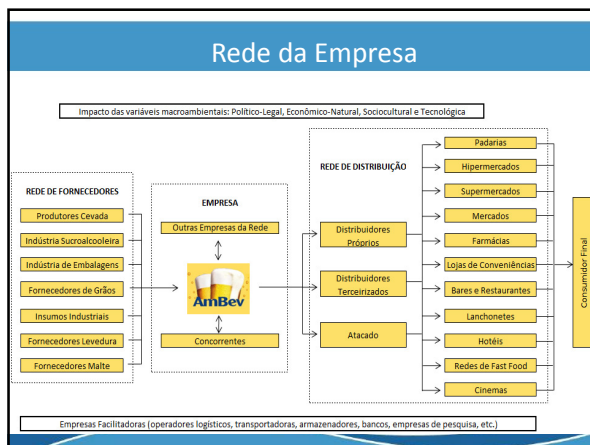 Rede da Empresa
Impacto das variáveis macroambientais: Político-Legal, Econômico-Natural, Sociocultural e Tecnológica
REDE DE FORNECEDORES
Produtores Cevada
Indústria Sucroalcooleira
Indústria de Embalagens
Fornecedores de Grãos
Insumos Industriais
Fornecedores Levedura
Fornecedores Malte
EMPRESA
Outras Empresas da Rede
AmBev
Concorrentes
REDE DE DISTRIBUIÇÃO
Distribuidores
Próprios
Distribuidores
Terceirizados
Atacado
Padarias
Hipermercados
Supermercados
Mercados
Farmácias
Lojas de Conveniências
Bares e Restaurantes
Lanchonetes
Hotéis
Redes de Fast Food
Cinemas
Consumidor Final
Empresas Facilitadoras (operadores logísticos, transportadoras, armazenadores, bancos, empresas de pesquisa, etc.)